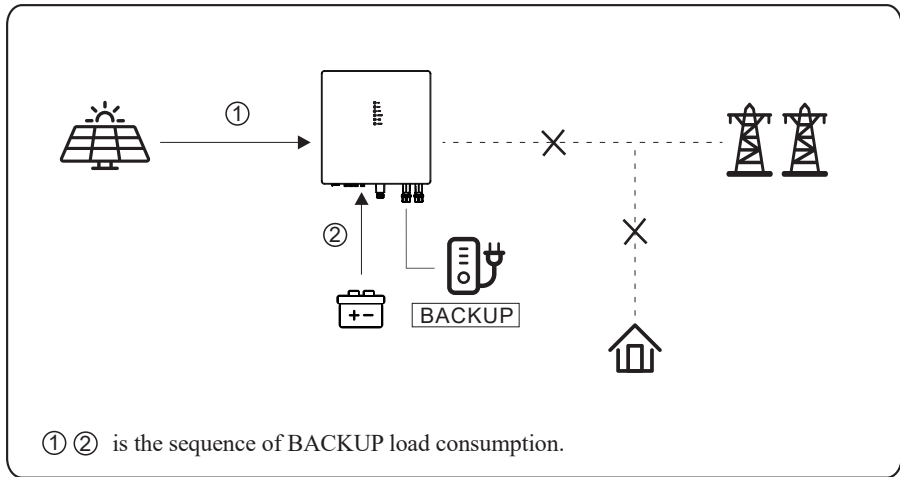 ①
②
+-
BACKUP
① ② is the sequence of BACKUP load consumption.